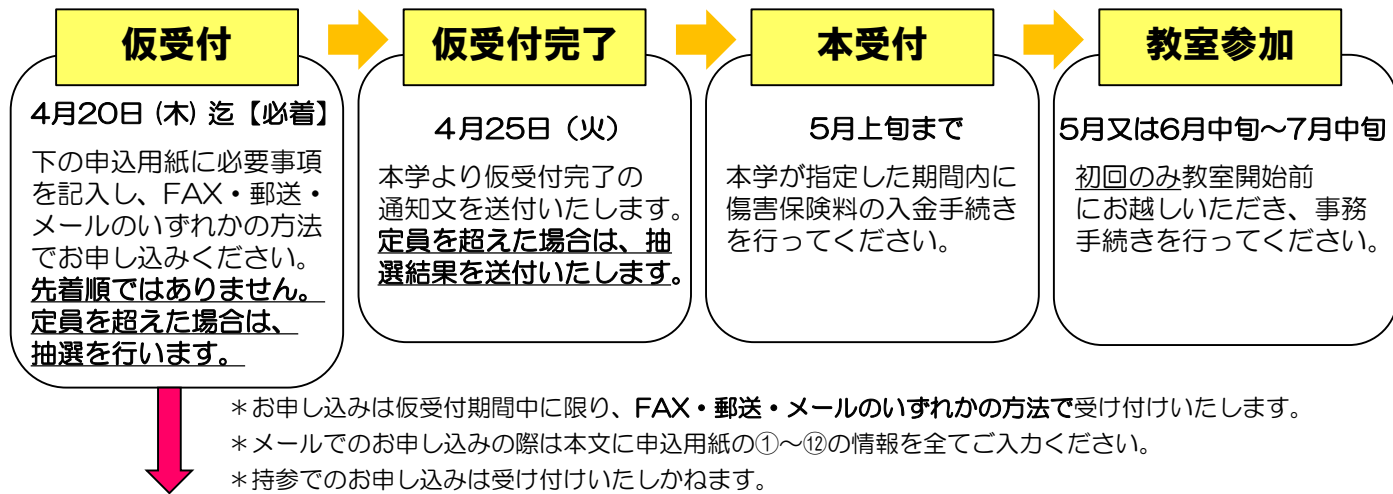 仮受付
4月20日(木) 迄【必着】
下の申込用紙に必要事項
を記入し、FAX・郵送・
メールのいずれかの方法
でお申し込みください。
先着順ではありません。
定員を超えた場合は、
抽選を行います。
仮受付完了
4月25日(火)
本学より仮受付完了の
通知文を送付いたします。
定員を超えた場合は、抽
選結果を送付いたします。
本受付
5月上旬まで
本学が指定した期間内に
傷害保険料の入金手続き
を行ってください。
教室参加
5月又は6月中旬～7月中旬
初回のみ教室開始前
にお越しいただき、事務
手続きを行ってください。
＊お申し込みは仮受付期間中に限り、FAX・郵送・メールのいずれかの方法で受け付けいたします。
＊メールでのお申し込みの際は本文に申込用紙の①～⑫の情報を全てご入力ください。
＊持参でのお申し込みは受け付けいたしかねます。